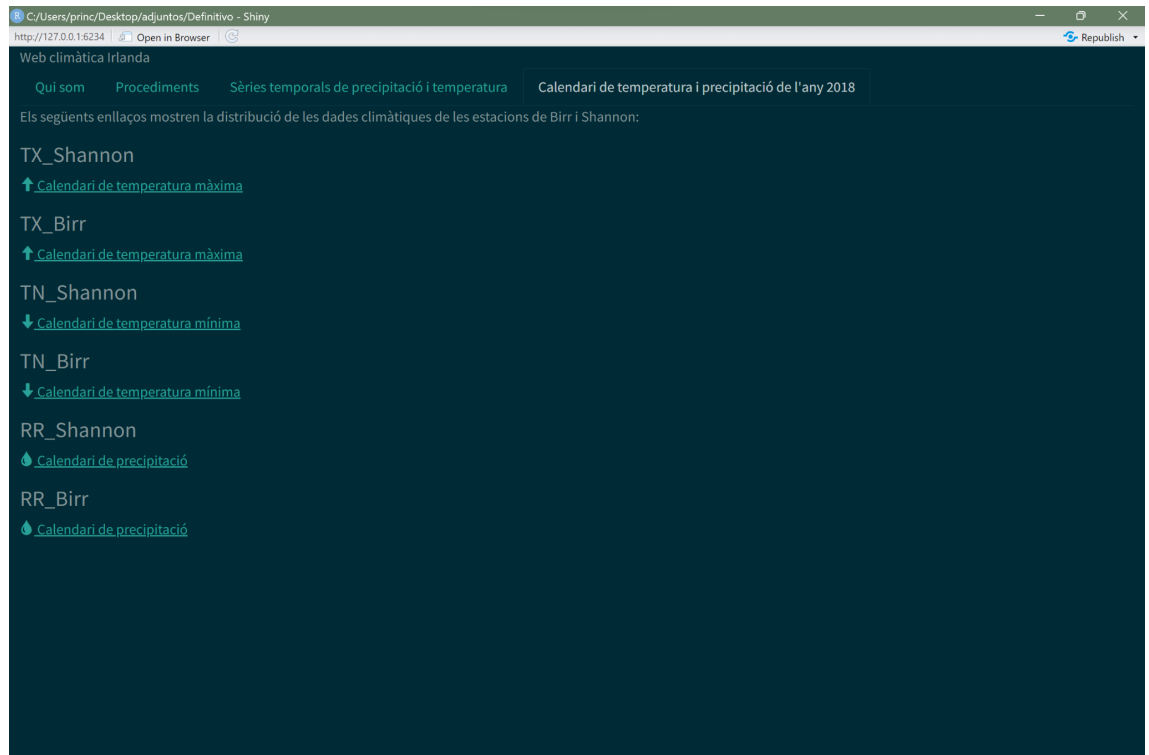 C:/Users/princ/Desktop/adjuntos/Definitivo - Shiny
http://127.0.0.1:6234 Open in Browser Republish
Web climàtica Irlanda
Qui som Procediments Sèries temporals de precipitació i temperatura Calendari de temperatura i precipitació de l'any 2018
Els següents enllaços mostren la distribució de les dades climàtiques de les estacions de Birr i Shannon:
TX_Shannon
Calendari de temperatura màxima
TX_Birr
Calendari de temperatura màxima
TN_Shannon
Calendari de temperatura mínima
TN_Birr
Calendari de temperatura mínima
RR_Shannon
Calendari de precipitació
RR_Birr
Calendari de precipitació